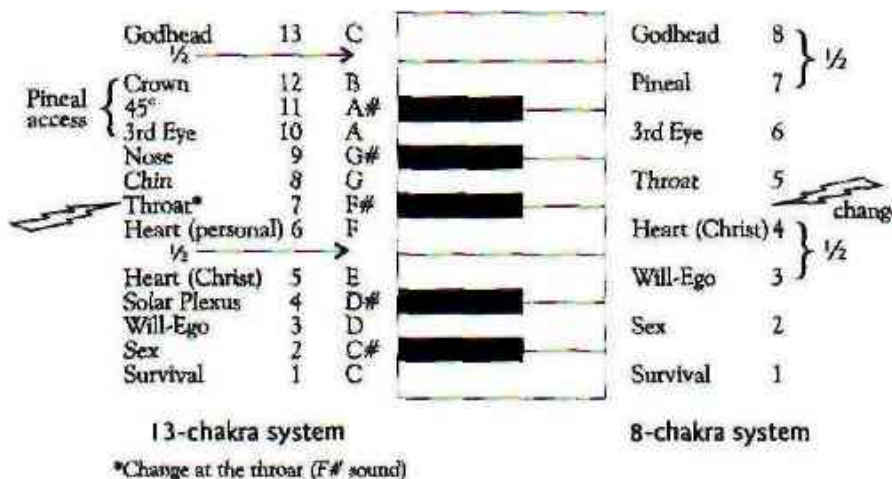 Godhead 13 C
½
Pineal access
Crown 12 B
45° 11 A#
3rd Eye 10 A
Nose 9 G#
Chin 8 G
Throat* 7 F#
Heart (personal) 6 F
½
Heart (Christ) 5 E
Solar Plexus 4 D#
Will-Ego 3 D
Sex 2 C#
Survival 1 C
13-chakra system
*Change at the throat (F# sound)
Godhead 8
½
Pineal 7
3rd Eye 6
Throat 5
change
Heart (Christ) 4
½
Will-Ego 3
Sex 2
Survival 1
8-chakra system